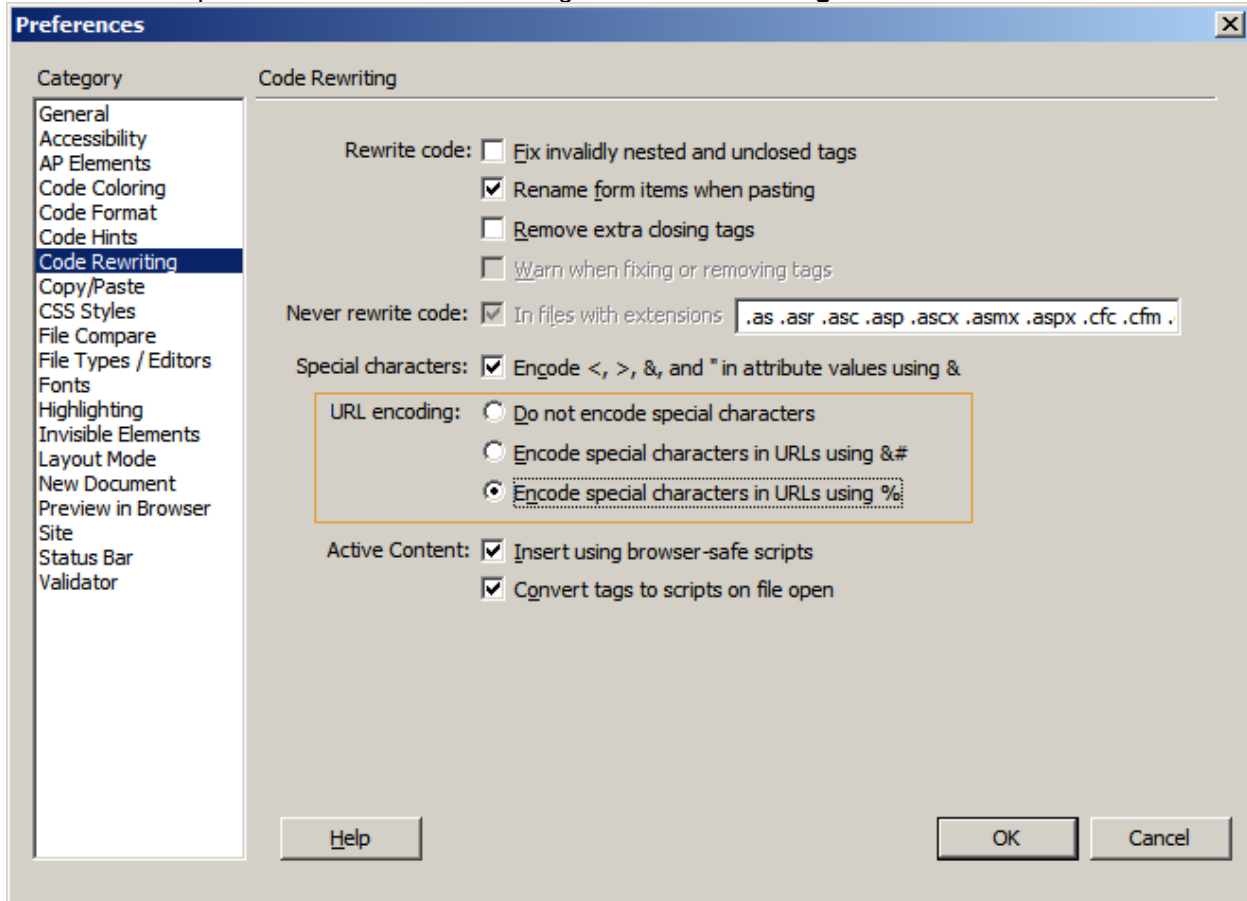 Preferences
Category
Code Rewriting
General
Accessibility
AP Elements
Code Coloring
Code Format
Code Hints
Code Rewriting
Copy/Paste
CSS Styles
File Compare
File Types / Editors
Fonts
Highlighting
Invisible Elements
Layout Mode
New Document
Preview in Browser
Site
Status Bar
Validator
Rewrite code: Fix invalidly nested and unclosed tags
Rename form items when pasting
Remove extra closing tags
Warn when fixing or removing tags
Never rewrite code: In files with extensions .as .asr .asc .asp .ascx .asmx .aspx .cfc .cfm .
Special characters: Encode <, >, &, and " in attribute values using &
URL encoding: Do not encode special characters
Encode special characters in URLs using &#
Encode special characters in URLs using %
Active Content: Insert using browser-safe scripts
Convert tags to scripts on file open
Help
OK
Cancel